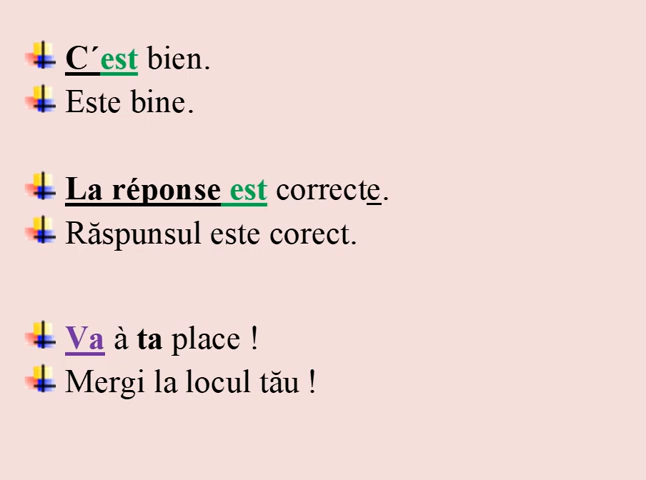 C´est bien.
Este bine.
La réponse est correcte.
Răspunsul este corect.
Va à ta place !
Mergi la locul tău !